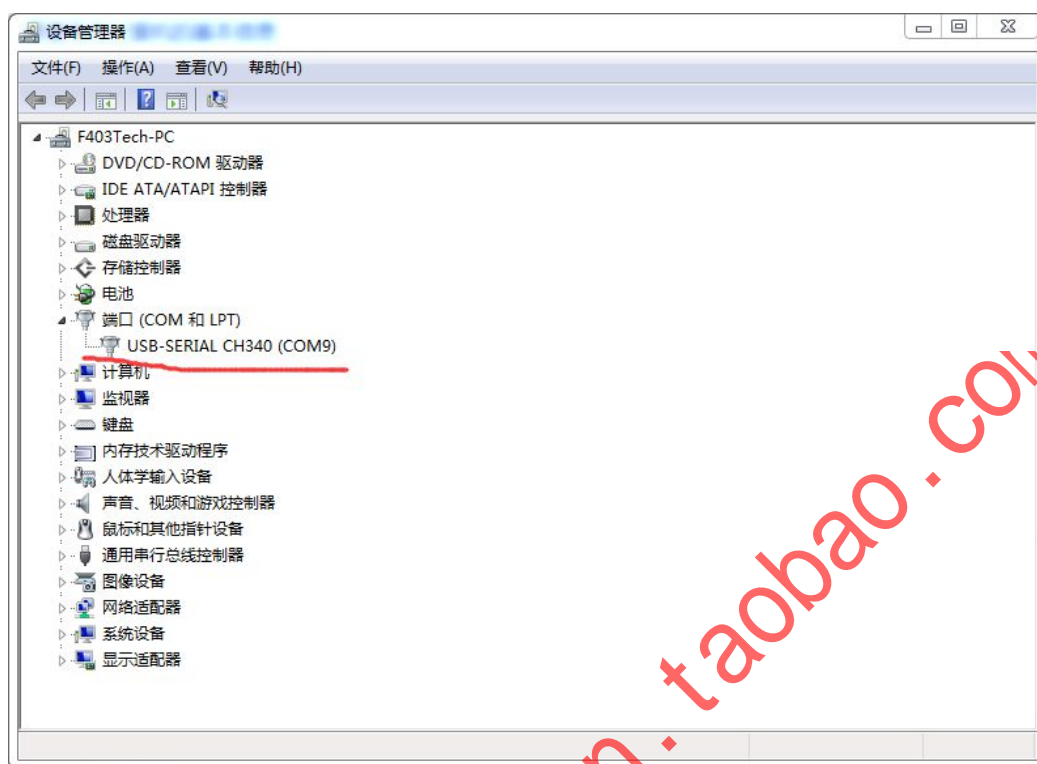 设备管理器
文件(F) 操作(A) 查看(V) 帮助(H)
F403Tech-PC
DVD/CD-ROM 驱动器
IDE ATA/ATAPI 控制器
处理器
磁盘驱动器
存储控制器
电池
端口 (COM 和 LPT)
USB-SERIAL CH340 (COM9)
计算机
监视器
键盘
内存技术驱动程序
人体学输入设备
声音、视频和游戏控制器
鼠标和其他指针设备
通用串行总线控制器
图像设备
网络适配器
系统设备
显示适配器
.taobao.com